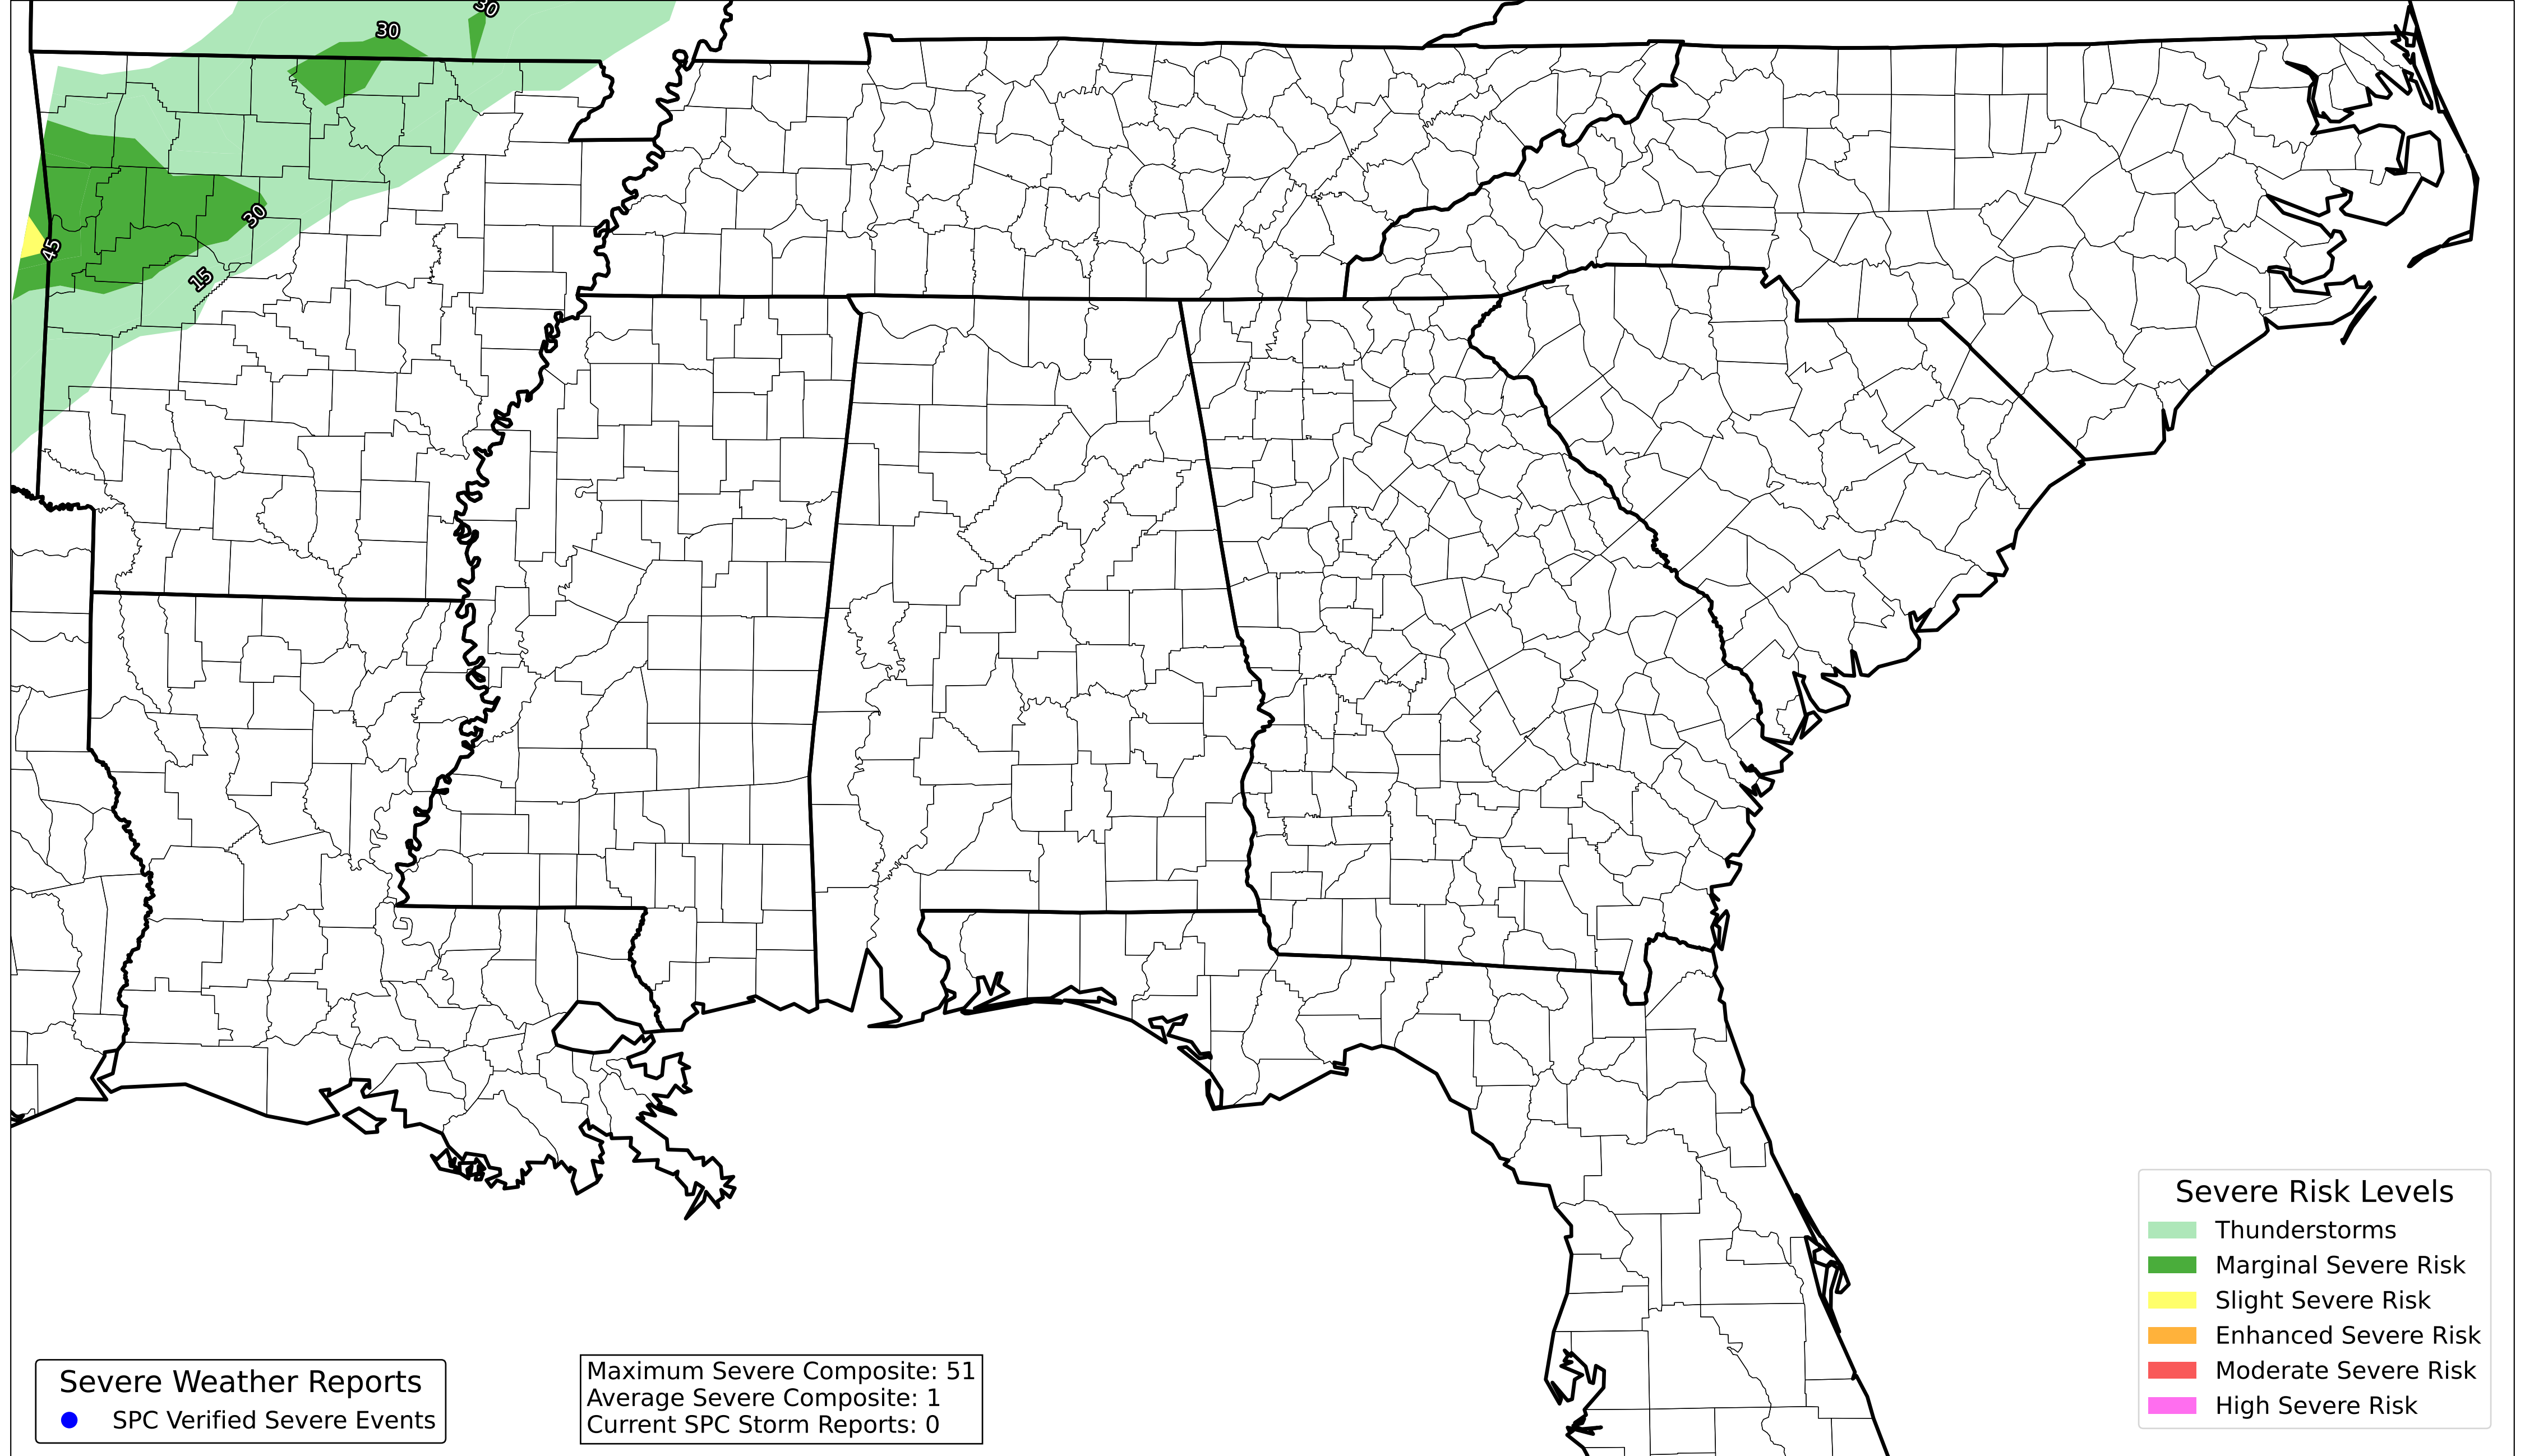 30
30
30
45
15
Severe Risk Levels
Thunderstorms
Marginal Severe Risk
Slight Severe Risk
Enhanced Severe Risk
Moderate Severe Risk
High Severe Risk
Severe Weather Reports
SPC Verified Severe Events
Maximum Severe Composite: 51
Average Severe Composite: 1
Current SPC Storm Reports: 0